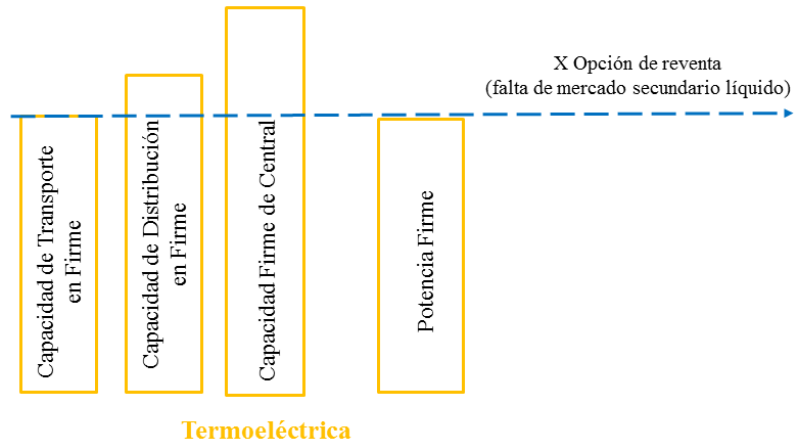 X Opción de reventa
(falta de mercado secundario líquido)
Capacidad de Transporte
en Firme
Capacidad de Distribución
en Firme
Capacidad Firme de Central
Potencia Firme
Termoeléctrica